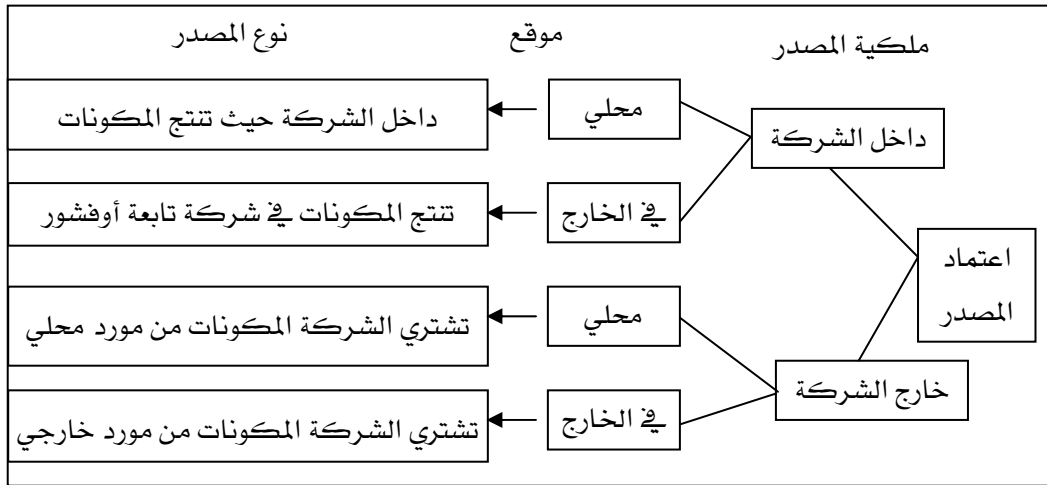 ملكية المصدر
موقع
نوع المصدر
اعتماد
المصدر
داخل الشركة
محلي
داخل الشركة حيث تنتج المكونات
في الخارج
تنتج المكونات في شركة تابعة أوفشور
خارج الشركة
محلي
تشتري الشركة المكونات من مورد محلي
في الخارج
تشتري الشركة المكونات من مورد خارجي